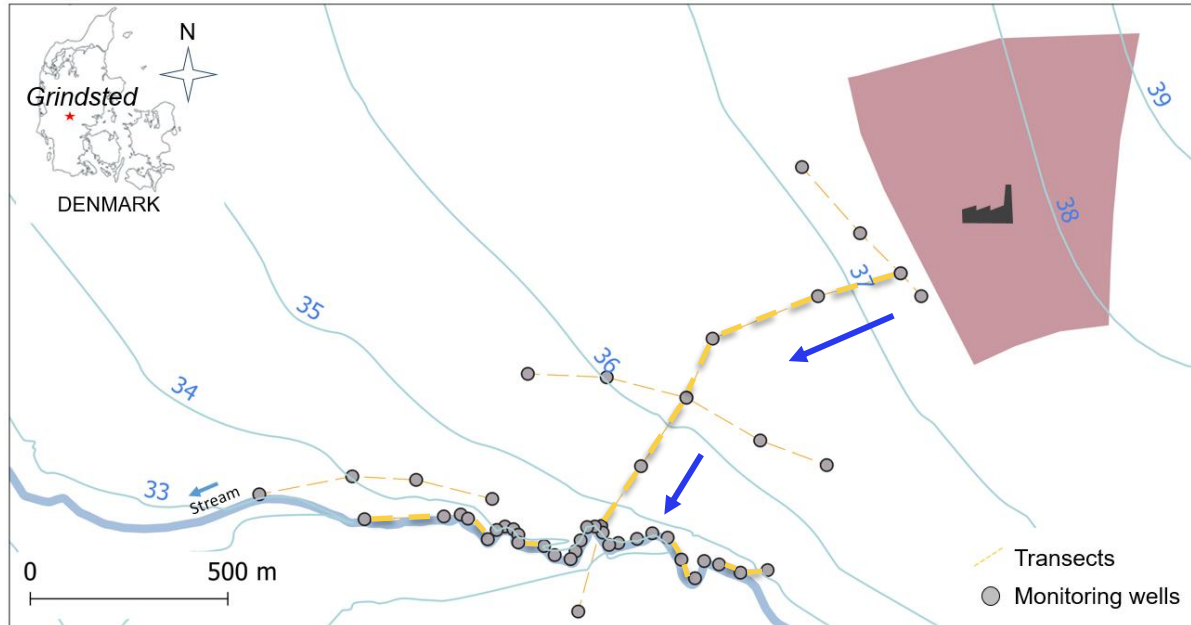 N
Grindsted
DENMARK
39
38
37
36
35
34
33
Stream
0 500 m
Transects
Monitoring wells